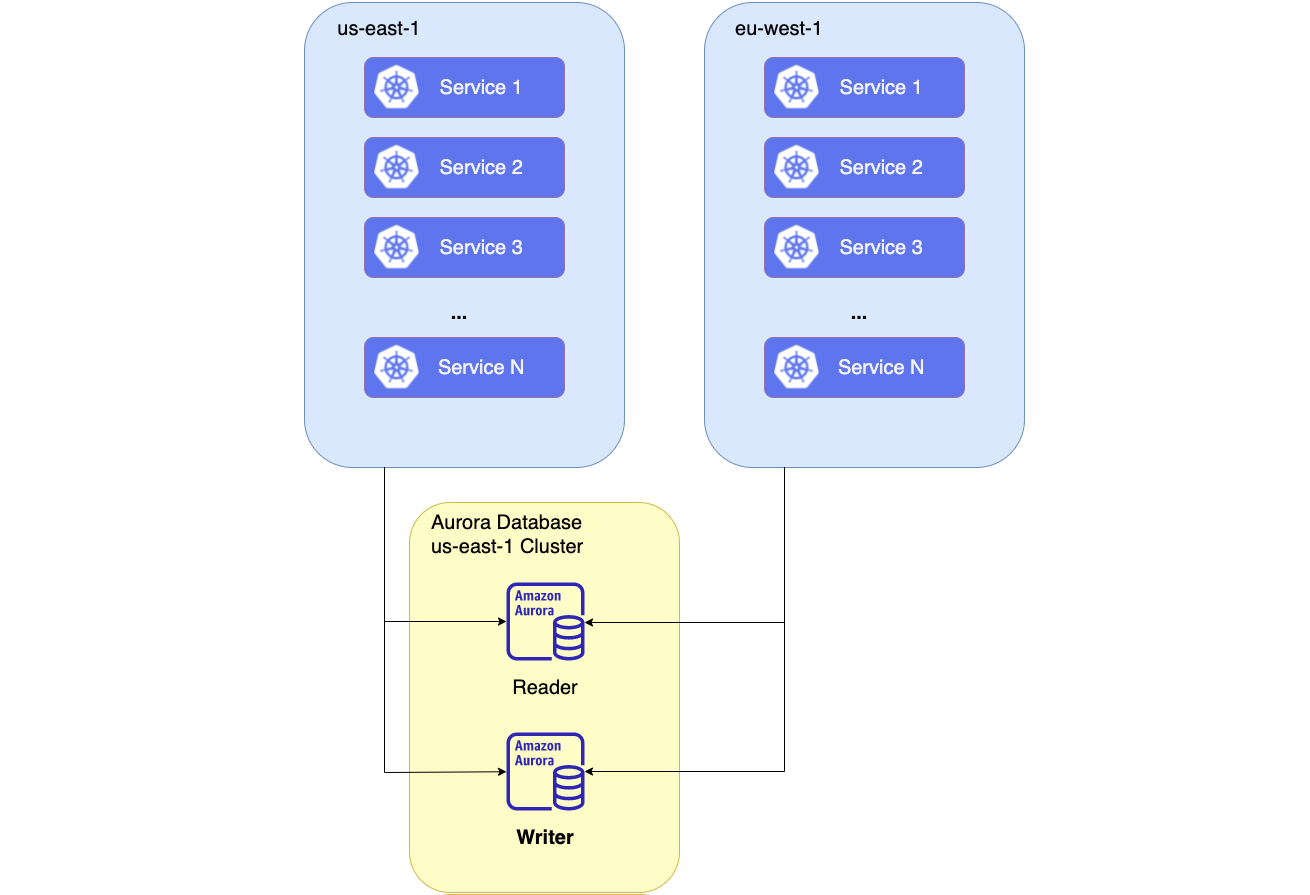 us-east-1
Service 1
Service 2
Service 3
...
Service N
eu-west-1
Service 1
Service 2
Service 3
...
Service N
Aurora Database
us-east-1 Cluster
Amazon
Aurora
Reader
Amazon
Aurora
Writer